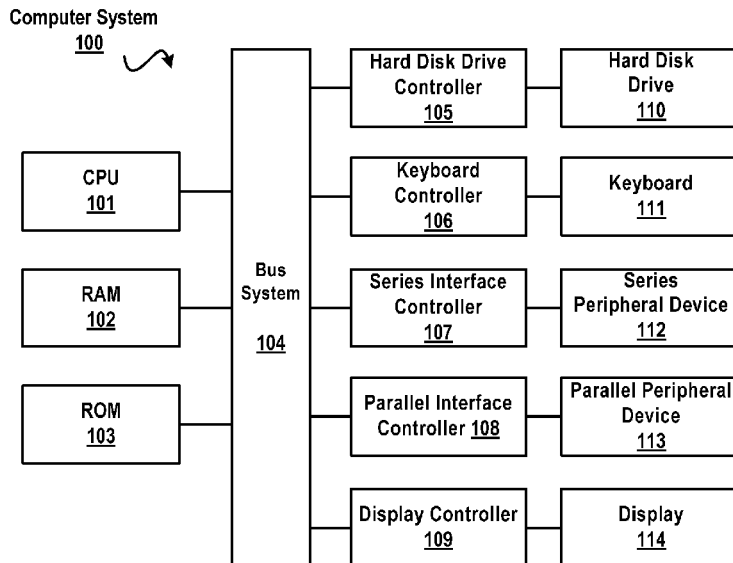 Computer System
100
Hard Disk Drive
Controller
105
Hard Disk
Drive
110
CPU
101
Keyboard
Controller
106
Keyboard
111
RAM
102
Bus
System
104
Series Interface
Controller
107
Series
Peripheral Device
112
ROM
103
Parallel Interface
Controller 108
Parallel Peripheral
Device
113
Display Controller
109
Display
114